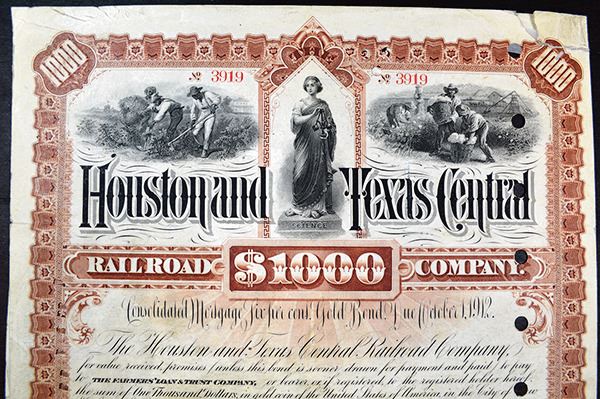 1000 1000
№ 3919 № 3919
SCIENCE
Houston and Texas Central
RAILROAD $1000 COMPANY.
Consolidated Mortgage Six per cent. Gold Bond, Due October 1, 1912.
The Houston and Texas Central Railroad Company,
for value received, promises (unless this bond is sooner drawn for payment and paid) to pay
to THE FARMERS' LOAN & TRUST COMPANY, or bearer, or if registered, to the registered holder hereof
the sum of One Thousand Dollars, in gold coin of the United States of America, in the City of New